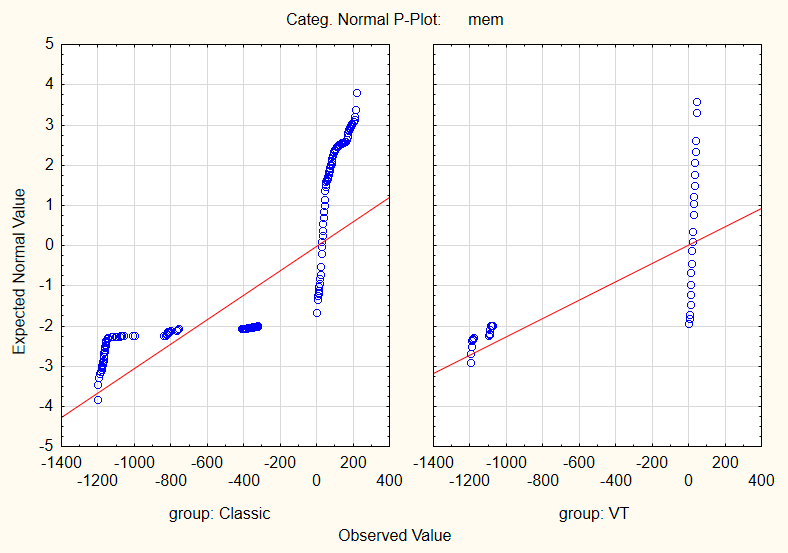 Categ. Normal P-Plot: mem
5
4
3
2
1
0
-1
-2
-3
-4
-5
Expected Normal Value
-1400 -1000 -600 -200 200
-1200 -800 -400 0 400
-1400 -1000 -600 -200 200
-1200 -800 -400 0 400
group: Classic
group: VT
Observed Value